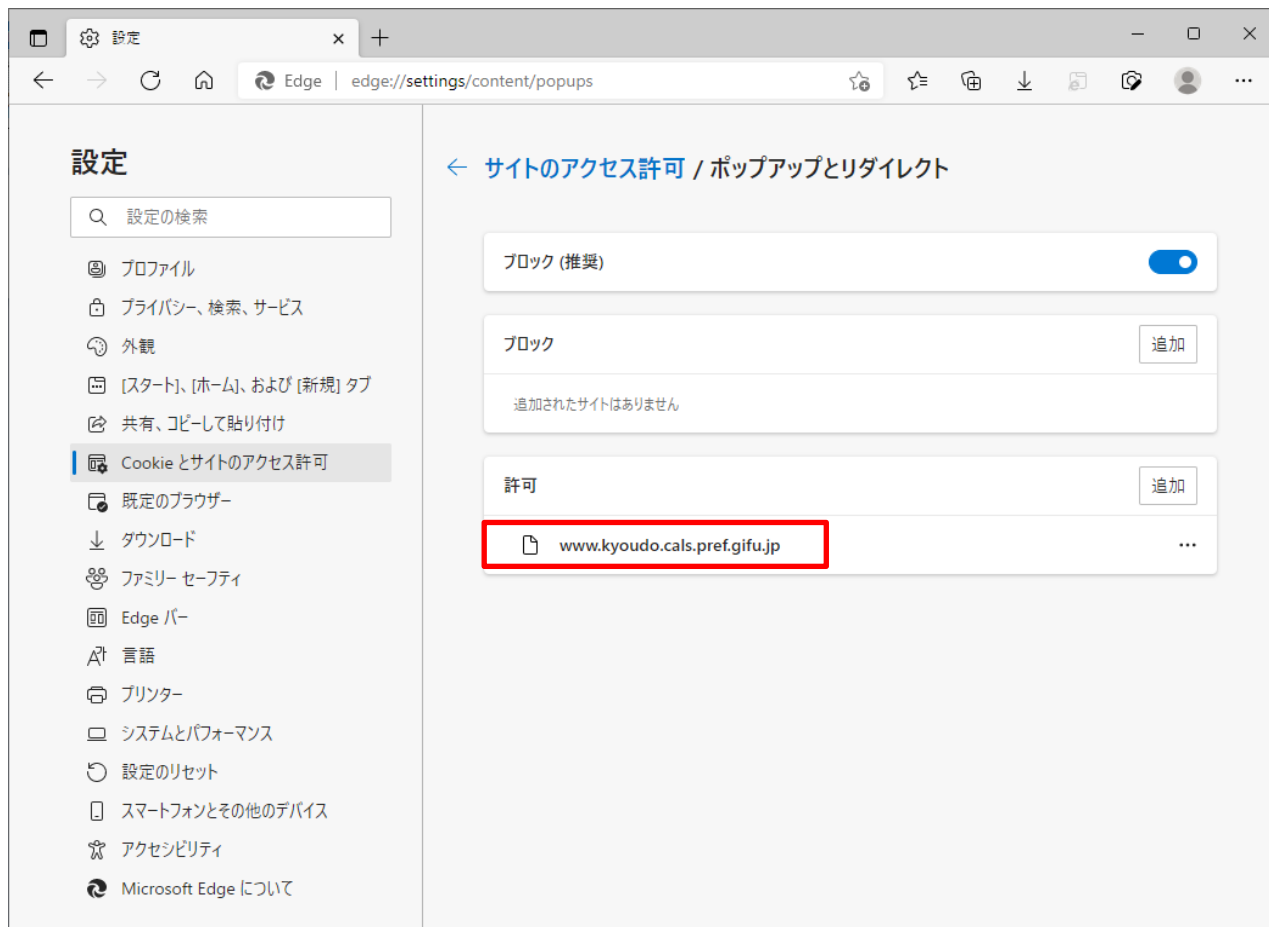 設定
Edge
edge://settings/content/popups
設定
設定の検索
プロファイル
プライバシー、検索、サービス
外観
[スタート]、[ホーム]、および [新規] タブ
共有、コピーして貼り付け
Cookie とサイトのアクセス許可
既定のブラウザー
ダウンロード
ファミリー セーフティ
Edge バー
言語
プリンター
システムとパフォーマンス
設定のリセット
スマートフォンとその他のデバイス
アクセシビリティ
Microsoft Edge について
サイトのアクセス許可 / ポップアップとリダイレクト
ブロック (推奨)
ブロック
追加
追加されたサイトはありません
許可
追加
www.kyoudo.cals.pref.gifu.jp